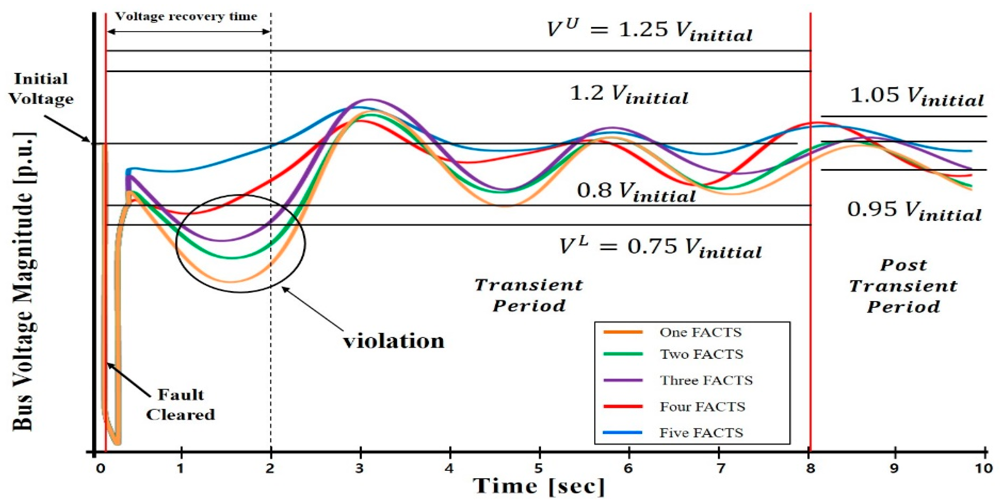 Voltage recovery time
V^U = 1.25 V_initial
Initial
Voltage
1.2 V_initial
1.05 V_initial
0.8 V_initial
0.95 V_initial
V^L = 0.75 V_initial
Transient
Period
Post
Transient
Period
violation
Fault
Cleared
One FACTS
Two FACTS
Three FACTS
Four FACTS
Five FACTS
Bus Voltage Magnitude [p.u.]
0 1 2 3 4 5 6 7 8 9 10
Time [sec]